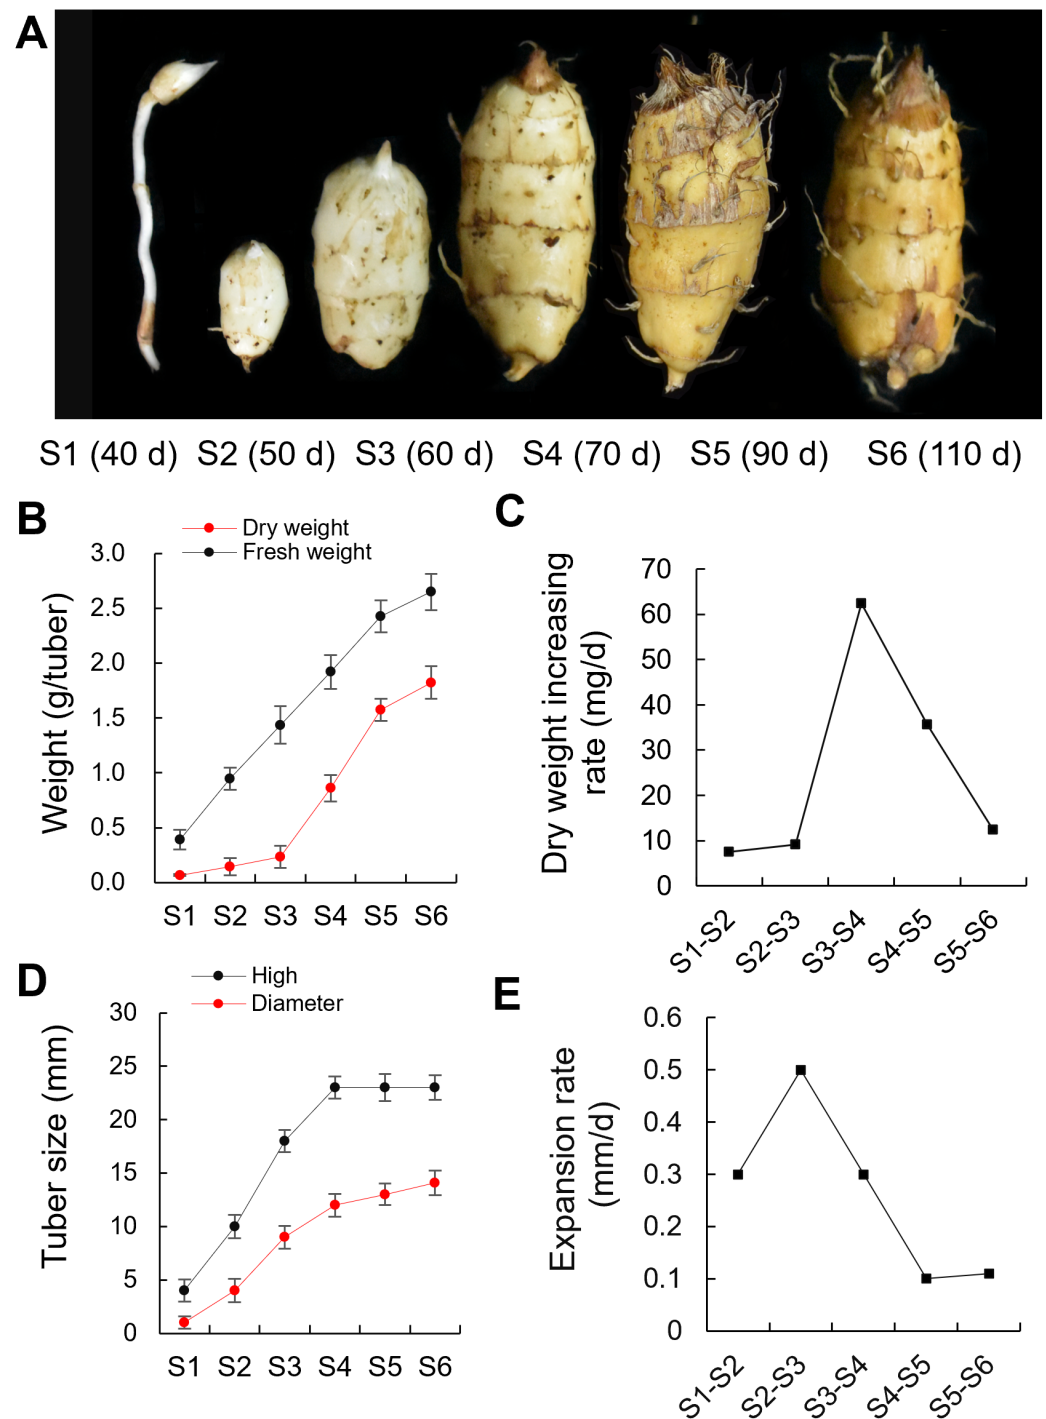 A
S1 (40 d) S2 (50 d) S3 (60 d) S4 (70 d) S5 (90 d) S6 (110 d)
B
Dry weight
Fresh weight
Weight (g/tuber)
3.0
2.5
2.0
1.5
1.0
0.5
0.0
S1 S2 S3 S4 S5 S6
C
Dry weight increasing
rate (mg/d)
70
60
50
40
30
20
10
0
S1-S2 S2-S3 S3-S4 S4-S5 S5-S6
D
High
Diameter
Tuber size (mm)
30
25
20
15
10
5
0
S1 S2 S3 S4 S5 S6
E
Expansion rate
(mm/d)
0.6
0.5
0.4
0.3
0.2
0.1
0
S1-S2 S2-S3 S3-S4 S4-S5 S5-S6